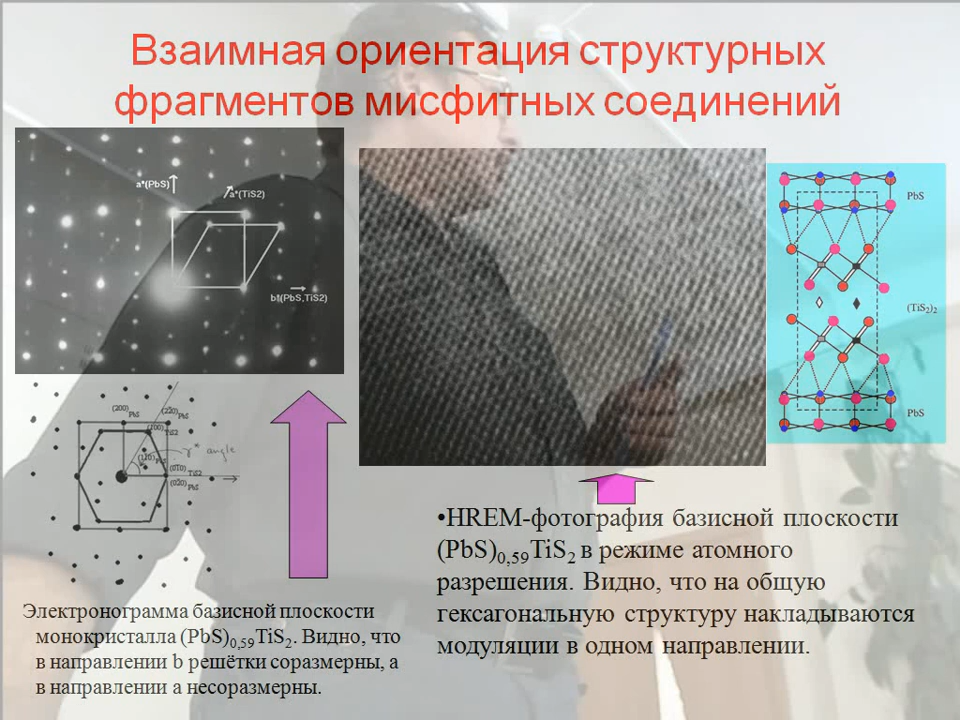 Взаимная ориентация структурных
фрагментов мисфитных соединений
a*(PbS)
a*(TiS2)
b*(PbS,TiS2)
PbS
(TiS₂)₂
PbS
(200)PbS
(220)PbS
(100)TiS2
(110)PbS
γ* angle
(010)TiS2
(020)PbS
•HREM-фотография базисной плоскости
(PbS)0,59TiS2 в режиме атомного
разрешения. Видно, что на общую
гексагональную структуру накладываются
модуляции в одном направлении.
Электронограмма базисной плоскости
монокристалла (PbS)0,59TiS2. Видно, что
в направлении b решётки соразмерны, а
в направлении a несоразмерны.